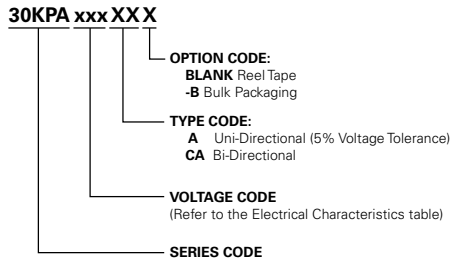 30KPA xxx XX X
OPTION CODE:
BLANK Reel Tape
-B Bulk Packaging
TYPE CODE:
A Uni-Directional (5% Voltage Tolerance)
CA Bi-Directional
VOLTAGE CODE
(Refer to the Electrical Characteristics table)
SERIES CODE